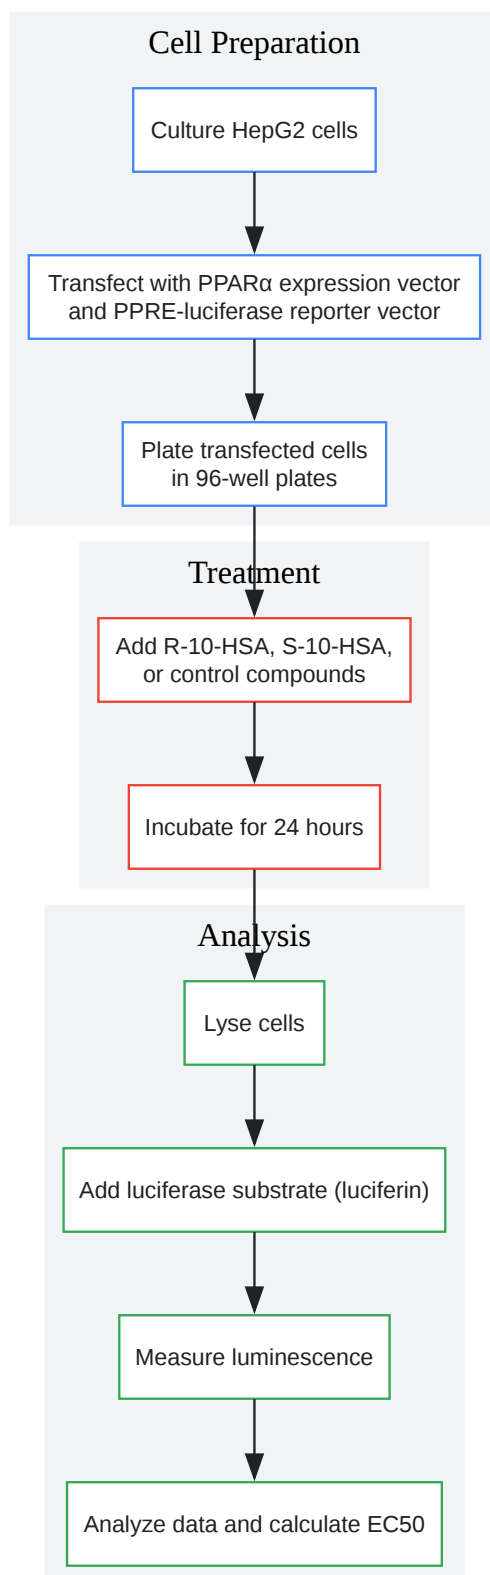 Cell Preparation
Culture HepG2 cells
Transfect with PPARα expression vector
and PPRE-luciferase reporter vector
Plate transfected cells
in 96-well plates
Treatment
Add R-10-HSA, S-10-HSA,
or control compounds
Incubate for 24 hours
Analysis
Lyse cells
Add luciferase substrate (luciferin)
Measure luminescence
Analyze data and calculate EC50